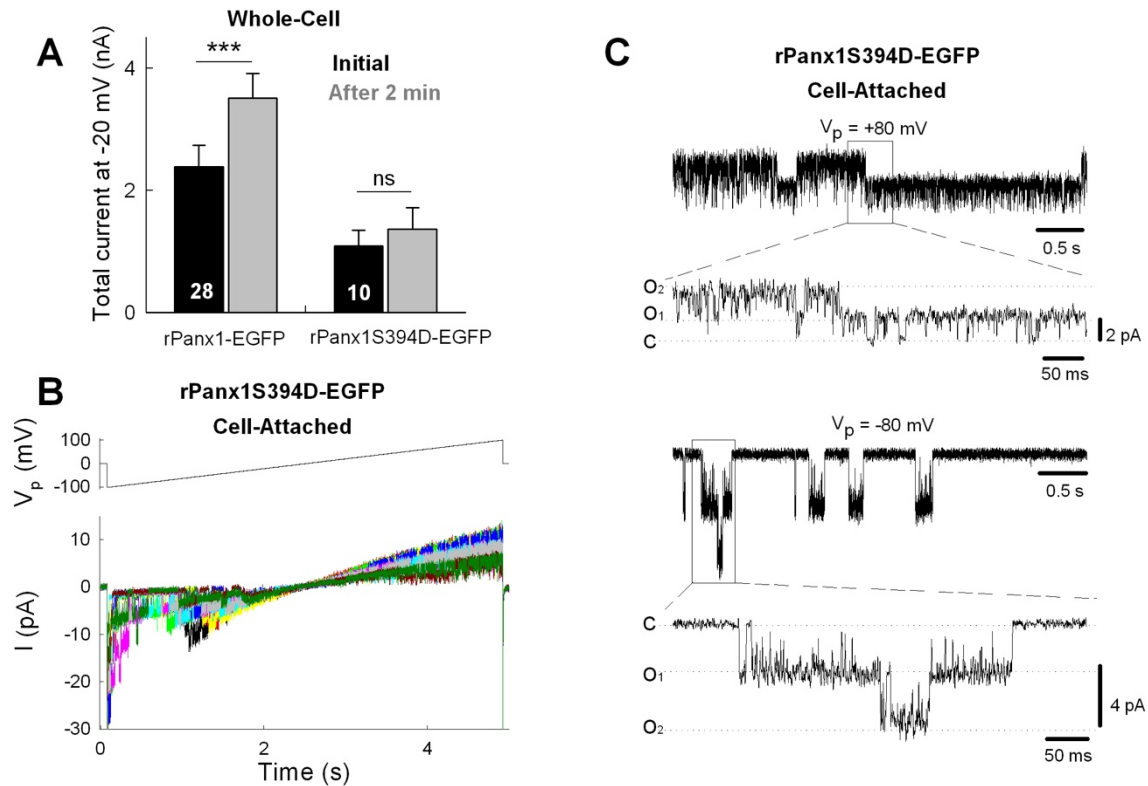 A
Whole-Cell
Total current at -20 mV (nA)
4
2
0
***
ns
Initial
After 2 min
28
10
rPanx1-EGFP
rPanx1S394D-EGFP
B
rPanx1S394D-EGFP
Cell-Attached
Vₚ (mV)
100
0
-100
I (pA)
10
0
-10
-20
-30
0
2
4
Time (s)
C
rPanx1S394D-EGFP
Cell-Attached
Vₚ = +80 mV
0.5 s
O₂
O₁
C
2 pA
50 ms
Vₚ = -80 mV
0.5 s
C
O₁
O₂
4 pA
50 ms